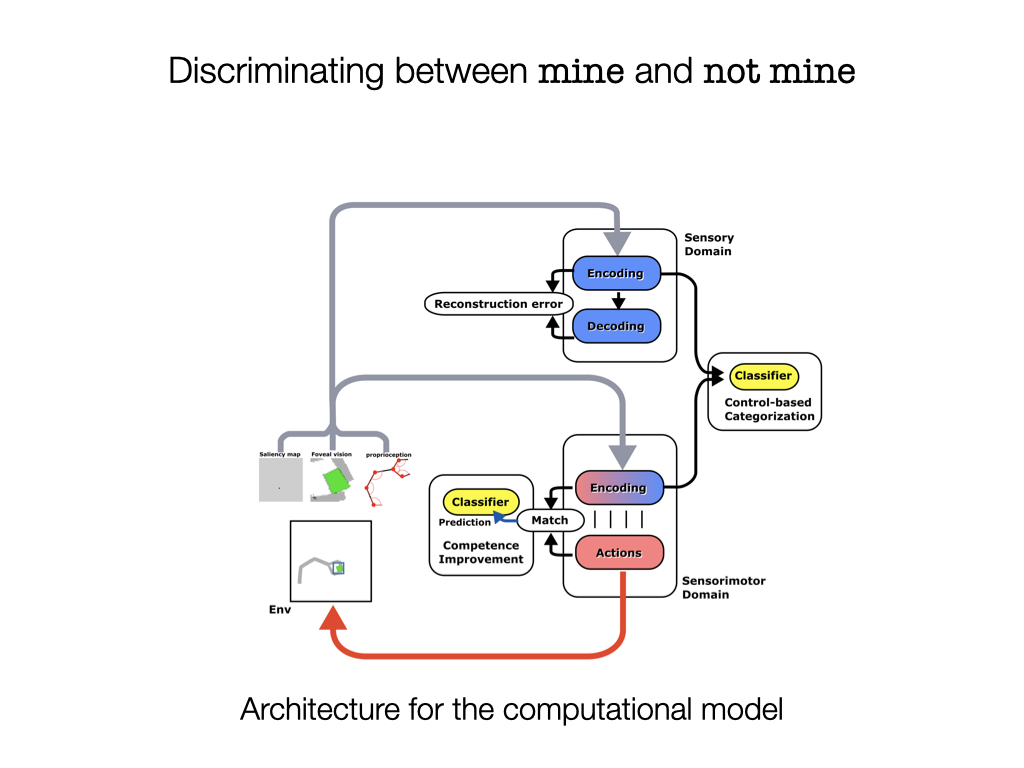 Discriminating between mine and not mine
Sensory
Domain
Encoding
Reconstruction error
Decoding
Classifier
Control-based
Categorization
Saliency map
Foveal vision
proprioception
Encoding
Classifier
Prediction
Match
Competence
Improvement
Actions
Sensorimotor
Domain
Env
Architecture for the computational model